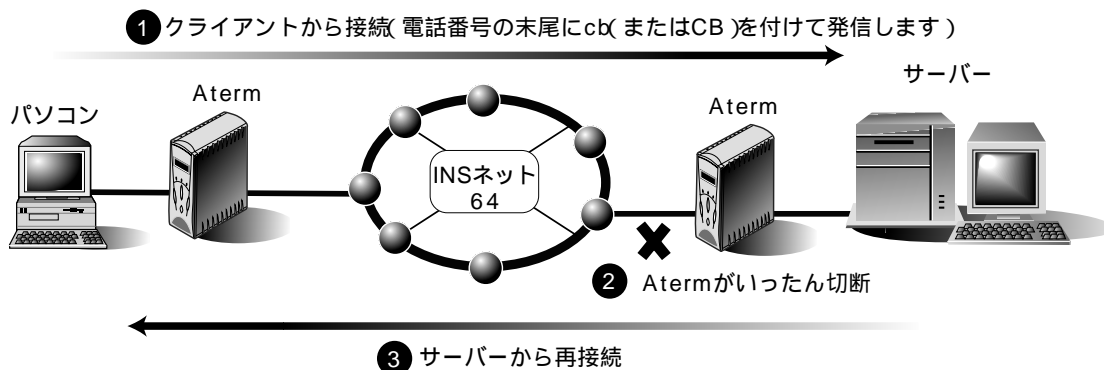 1 クライアントから接続(電話番号の末尾にcb(またはCB)を付けて発信します)
サーバー
Aterm
Aterm
パソコン
INSネット
64
2 Atermがいったん切断
3 サーバーから再接続